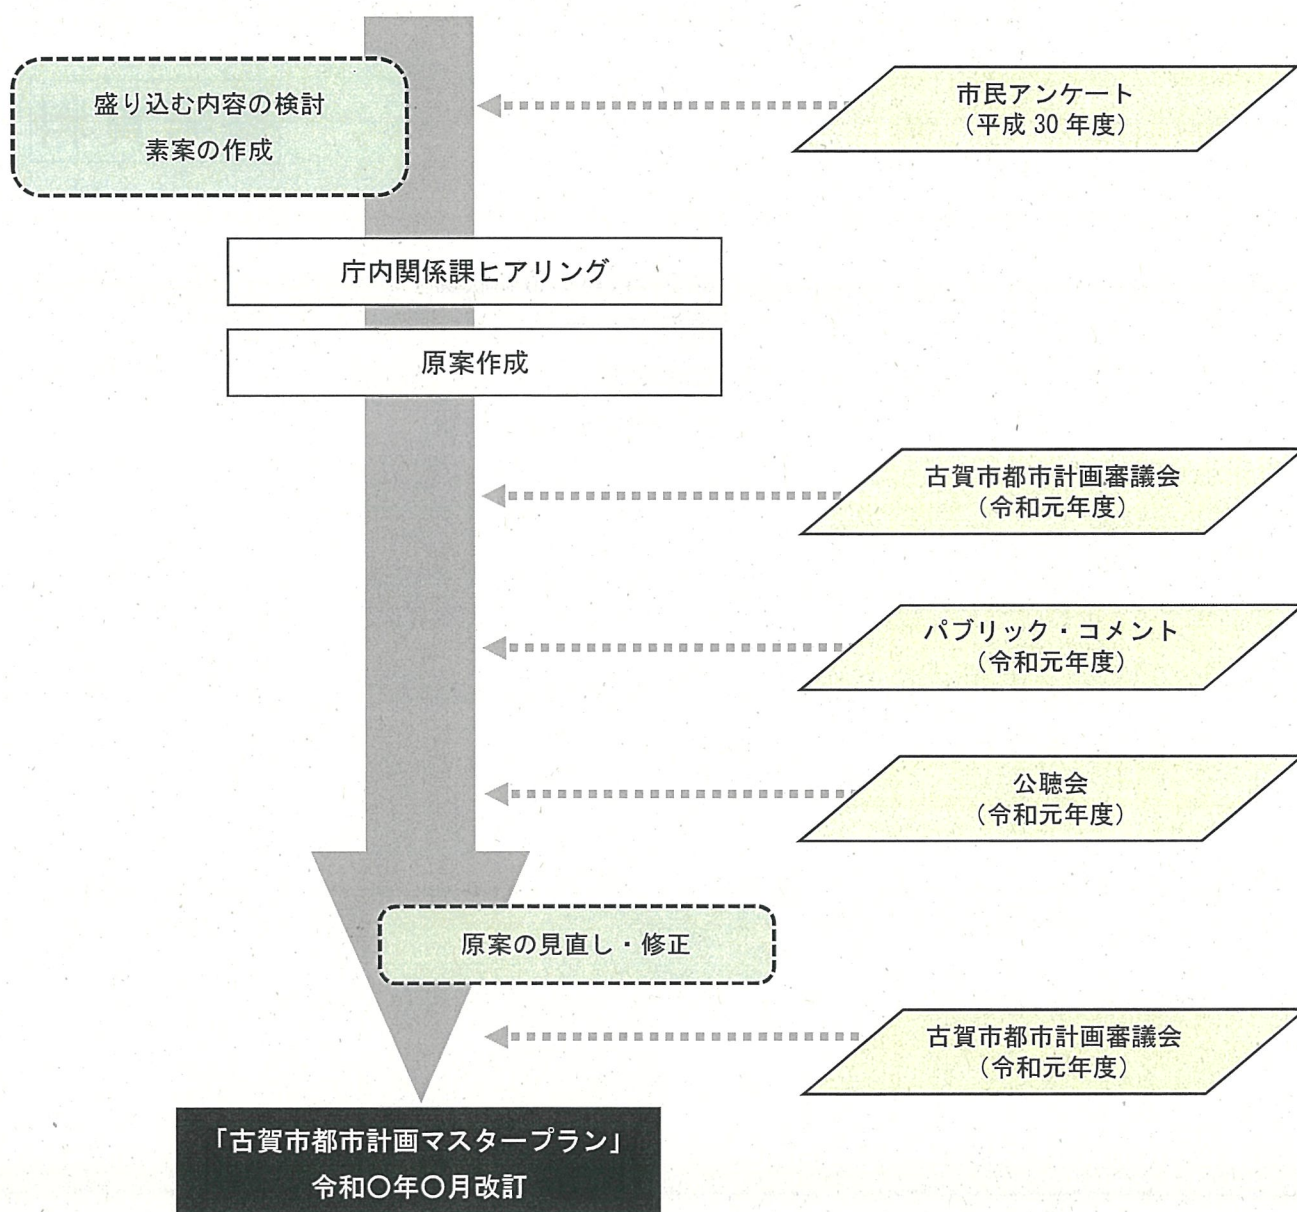 盛り込む内容の検討
素案の作成
市民アンケート
（平成 30 年度）
庁内関係課ヒアリング
原案作成
古賀市都市計画審議会
（令和元年度）
パブリック・コメント
（令和元年度）
公聴会
（令和元年度）
原案の見直し・修正
古賀市都市計画審議会
（令和元年度）
「古賀市都市計画マスタープラン」
令和〇年〇月改訂